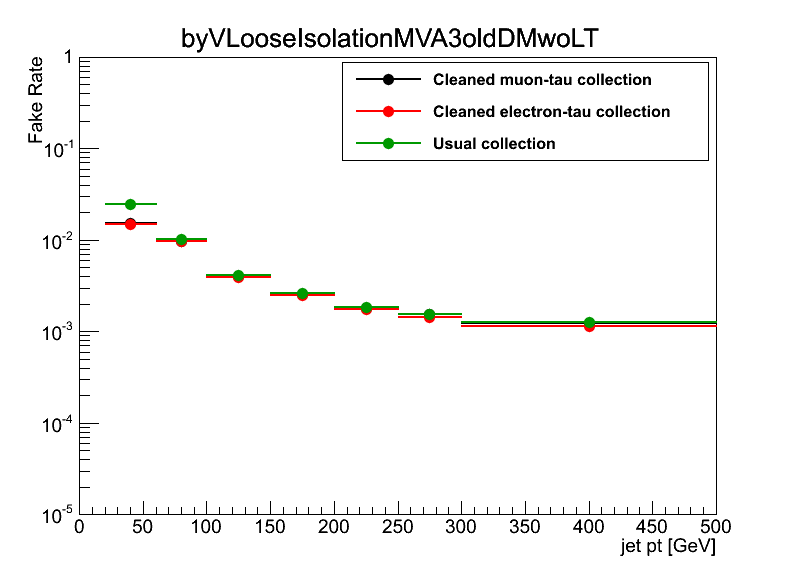 byVLooseIsolationMVA3oldDMwoLT
Fake Rate
1
10^-1
10^-2
10^-3
10^-4
10^-5
Cleaned muon-tau collection
Cleaned electron-tau collection
Usual collection
0 50 100 150 200 250 300 350 400 450 500
jet pt [GeV]